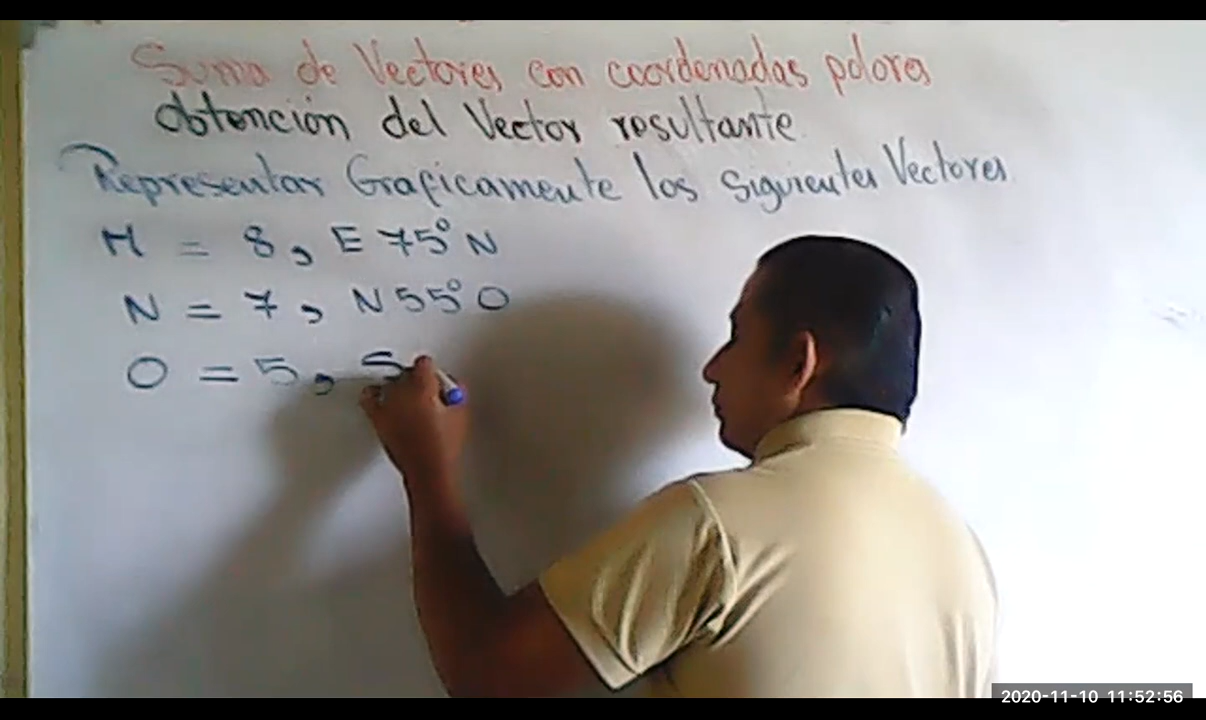 Suma de Vectores con coordenadas polares
obtención del Vector resultante
Representar Graficamente los siguientes Vectores
M = 8, E 75° N
N = 7, N 55° O
O = 5, S
2020-11-10 11:52:56